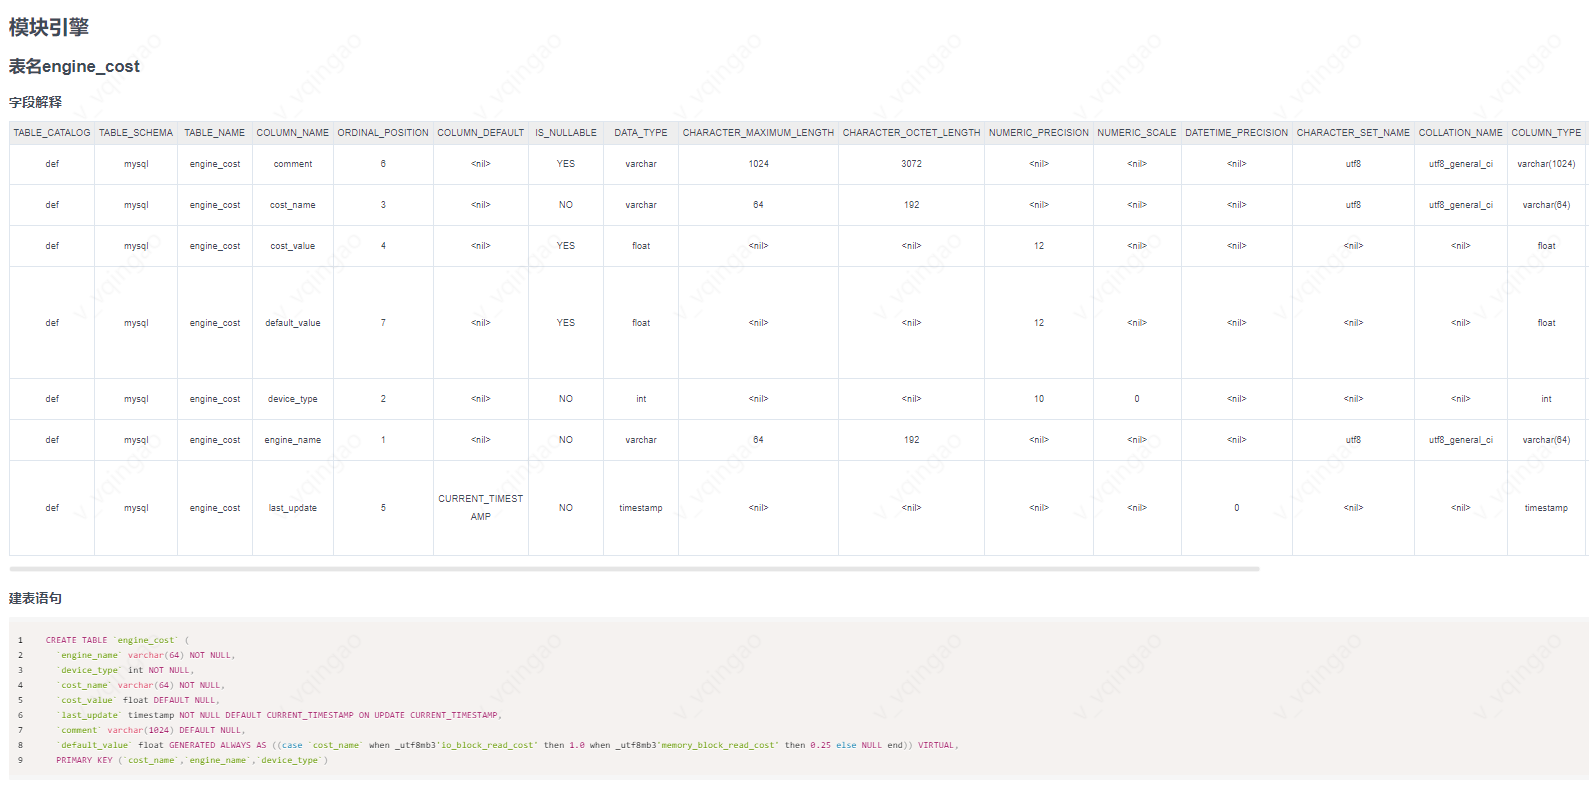 模块引擎
表名engine_cost
字段解释
TABLE_CATALOG TABLE_SCHEMA TABLE_NAME COLUMN_NAME ORDINAL_POSITION COLUMN_DEFAULT IS_NULLABLE DATA_TYPE CHARACTER_MAXIMUM_LENGTH CHARACTER_OCTET_LENGTH NUMERIC_PRECISION NUMERIC_SCALE DATETIME_PRECISION CHARACTER_SET_NAME COLLATION_NAME COLUMN_TYPE
def mysql engine_cost comment 6 <nil> YES varchar 1024 3072 <nil> <nil> <nil> utf8 utf8_general_ci varchar(1024)
def mysql engine_cost cost_name 3 <nil> NO varchar 64 192 <nil> <nil> <nil> utf8 utf8_general_ci varchar(64)
def mysql engine_cost cost_value 4 <nil> YES float <nil> <nil> 12 <nil> <nil> <nil> <nil> float
def mysql engine_cost default_value 7 <nil> YES float <nil> <nil> 12 <nil> <nil> <nil> <nil> float
def mysql engine_cost device_type 2 <nil> NO int <nil> <nil> 10 0 <nil> <nil> <nil> int
def mysql engine_cost engine_name 1 <nil> NO varchar 64 192 <nil> <nil> <nil> utf8 utf8_general_ci varchar(64)
def mysql engine_cost last_update 5 CURRENT_TIMEST
AMP NO timestamp <nil> <nil> <nil> <nil> 0 <nil> <nil> timestamp
建表语句
1 CREATE TABLE `engine_cost` (
2 `engine_name` varchar(64) NOT NULL,
3 `device_type` int NOT NULL,
4 `cost_name` varchar(64) NOT NULL,
5 `cost_value` float DEFAULT NULL,
6 `last_update` timestamp NOT NULL DEFAULT CURRENT_TIMESTAMP ON UPDATE CURRENT_TIMESTAMP,
7 `comment` varchar(1024) DEFAULT NULL,
8 `default_value` float GENERATED ALWAYS AS ((case `cost_name` when _utf8mb3'io_block_read_cost' then 1.0 when _utf8mb3'memory_block_read_cost' then 0.25 else NULL end)) VIRTUAL,
9 PRIMARY KEY (`cost_name`,`engine_name`,`device_type`)
v_vqingao